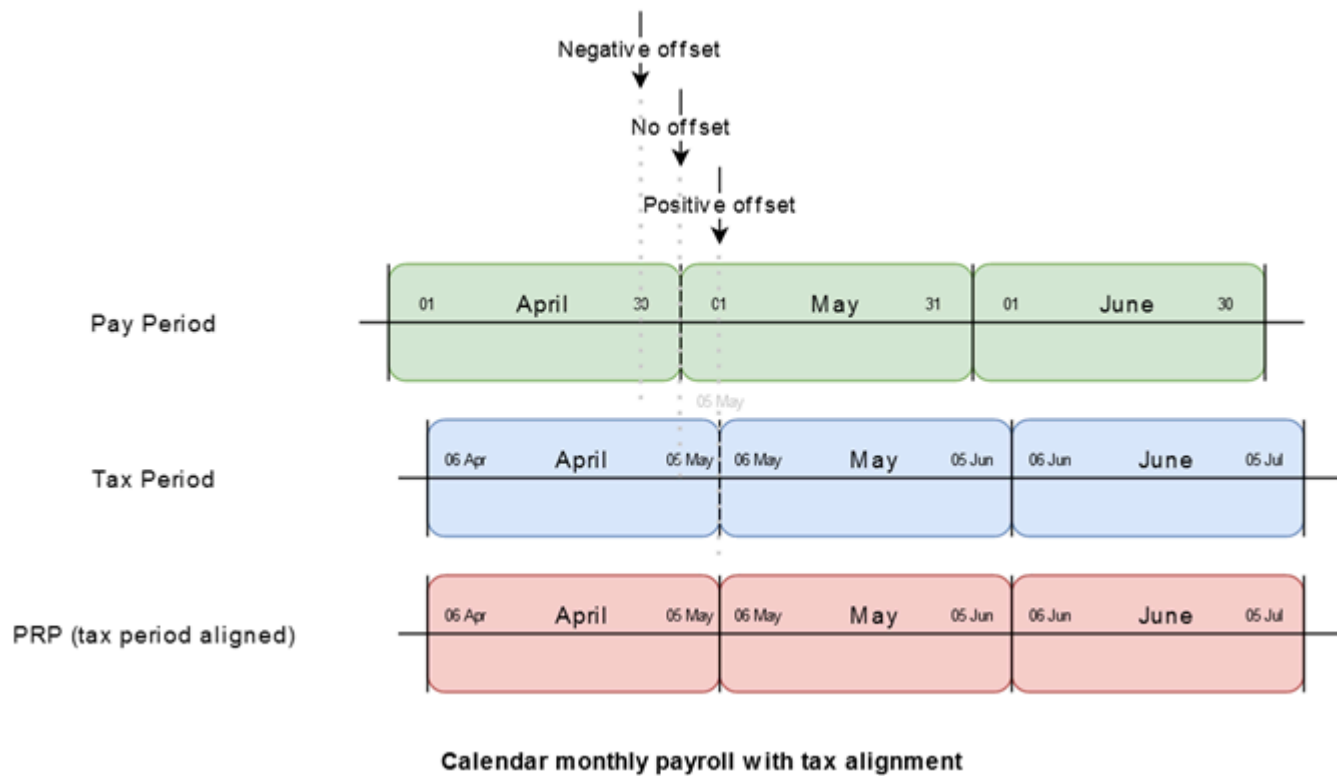 Negative offset
No offset
Positive offset
01 April 30 01 May 31 01 June 30
Pay Period
05 May
06 Apr April 05 May 06 May May 05 Jun 06 Jun June 05 Jul
Tax Period
06 Apr April 05 May 06 May May 05 Jun 06 Jun June 05 Jul
PRP (tax period aligned)
Calendar monthly payroll with tax alignment